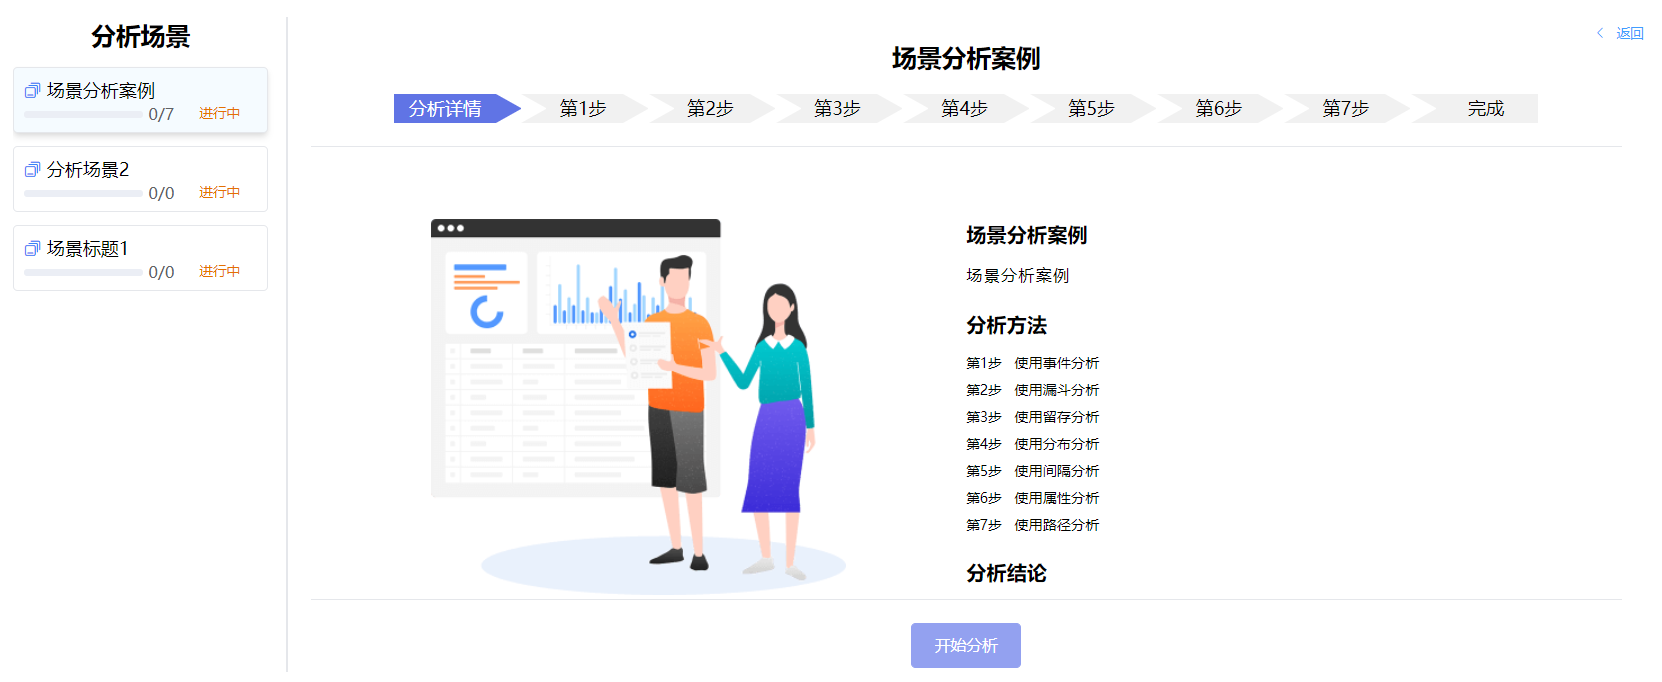 分析场景
场景分析案例
0/7 进行中
分析场景2
0/0 进行中
场景标题1
0/0 进行中
返回
场景分析案例
分析详情 第1步 第2步 第3步 第4步 第5步 第6步 第7步 完成
场景分析案例
场景分析案例
分析方法
第1步 使用事件分析
第2步 使用漏斗分析
第3步 使用留存分析
第4步 使用分布分析
第5步 使用间隔分析
第6步 使用属性分析
第7步 使用路径分析
分析结论
开始分析